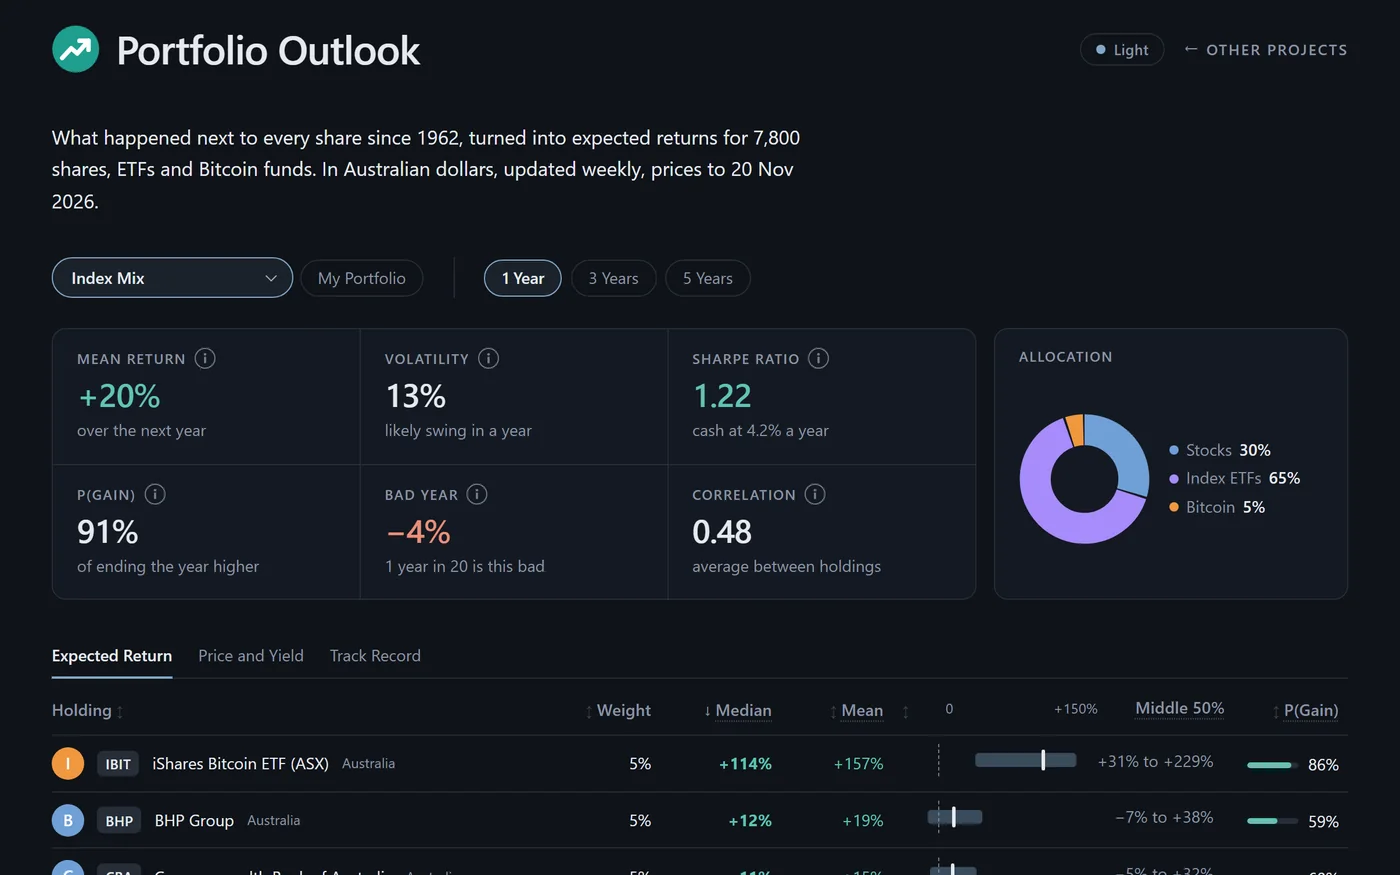 Portfolio Outlook
Light
← OTHER PROJECTS
What happened next to every share since 1962, turned into expected returns for 7,800
shares, ETFs and Bitcoin funds. In Australian dollars, updated weekly, prices to 20 Nov
2026.
Index Mix
My Portfolio
1 Year
3 Years
5 Years
MEAN RETURN
+20%
over the next year
VOLATILITY
13%
likely swing in a year
SHARPE RATIO
1.22
cash at 4.2% a year
P(GAIN)
91%
of ending the year higher
BAD YEAR
−4%
1 year in 20 is this bad
CORRELATION
0.48
average between holdings
ALLOCATION
Stocks 30%
Index ETFs 65%
Bitcoin 5%
Expected Return
Price and Yield
Track Record
Holding ↕ Weight ↓ Median ↕ Mean ↕ 0 +150% Middle 50% ↕ P(Gain)
I IBIT iShares Bitcoin ETF (ASX) Australia 5% +114% +157% +31% to +229% 86%
B BHP BHP Group Australia 5% +12% +19% −7% to +38% 59%